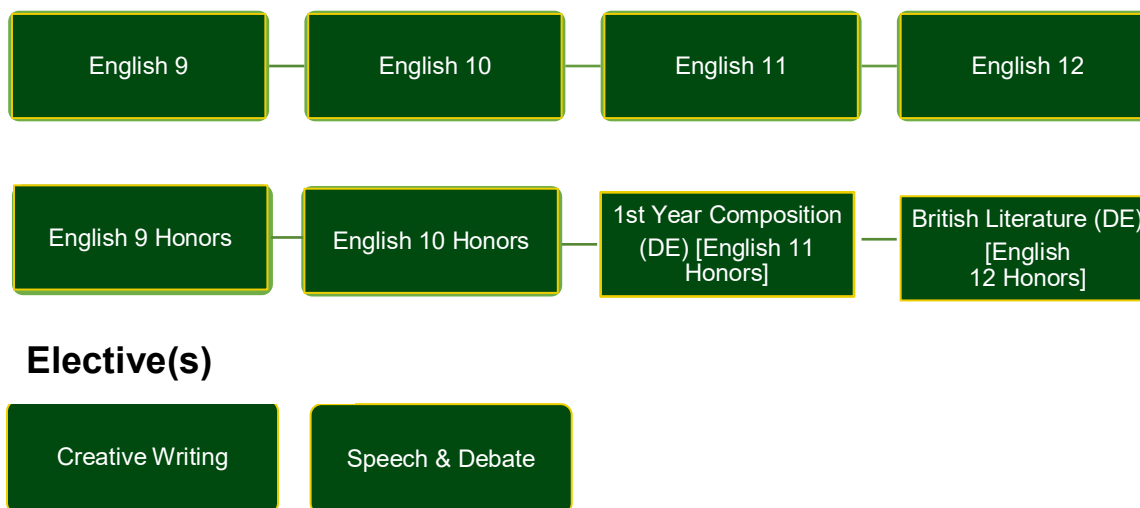 English 9
English 10
English 11
English 12
English 9 Honors
English 10 Honors
1st Year Composition
(DE) [English 11
Honors]
British Literature (DE)
[English
12 Honors]
Elective(s)
Creative Writing
Speech & Debate